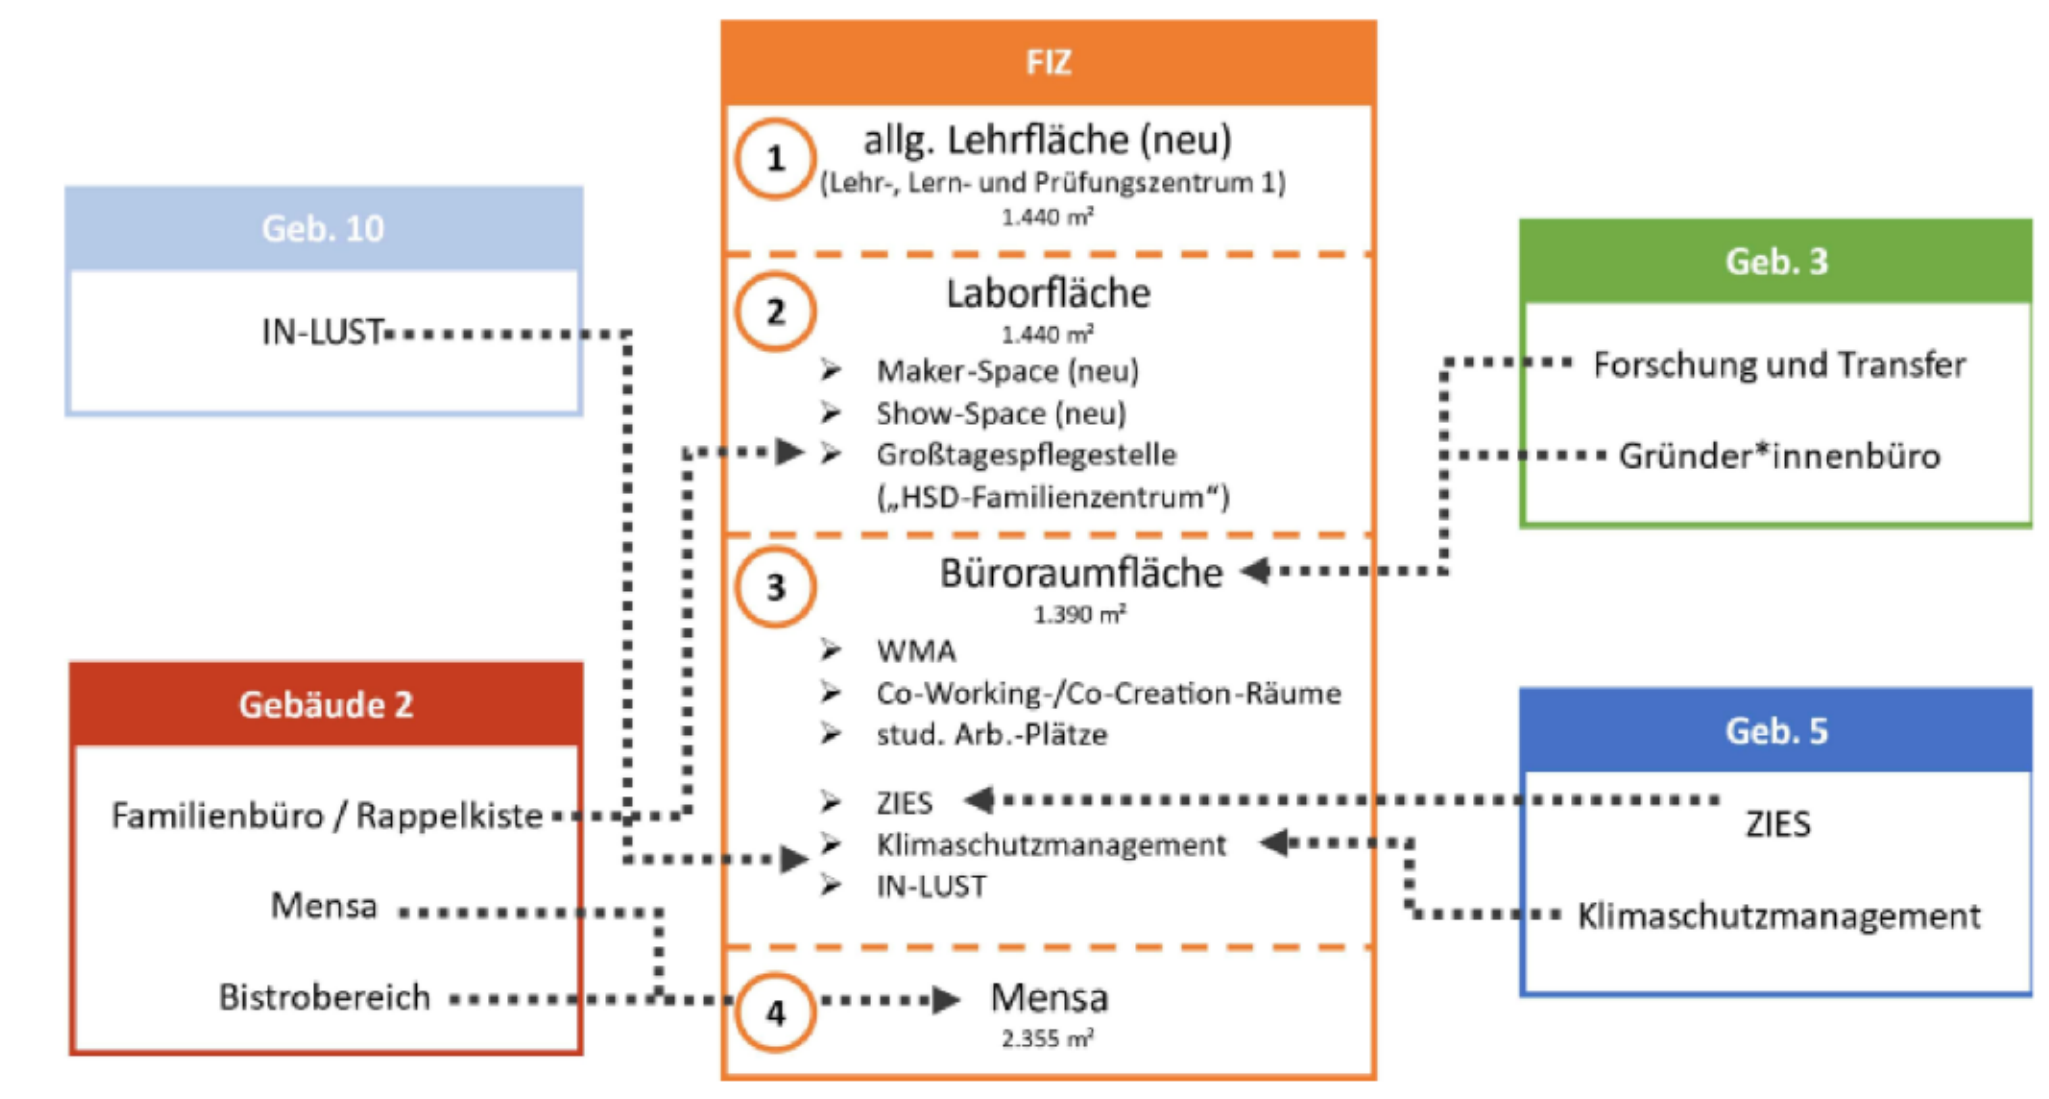 FIZ
1
allg. Lehrfläche (neu)
(Lehr-, Lern- und Prüfungszentrum 1)
1.440 m²
2
Laborfläche
1.440 m²
➢ Maker-Space (neu)
➢ Show-Space (neu)
➢ Großtagespflegestelle
(„HSD-Familienzentrum“)
3
Büroraumfläche
1.390 m²
➢ WMA
➢ Co-Working-/Co-Creation-Räume
➢ stud. Arb.-Plätze
➢ ZIES
➢ Klimaschutzmanagement
➢ IN-LUST
4
Mensa
2.355 m²
Geb. 10
IN-LUST
Gebäude 2
Familienbüro / Rappelkiste
Mensa
Bistrobereich
Geb. 3
Forschung und Transfer
Gründer*innenbüro
Geb. 5
ZIES
Klimaschutzmanagement